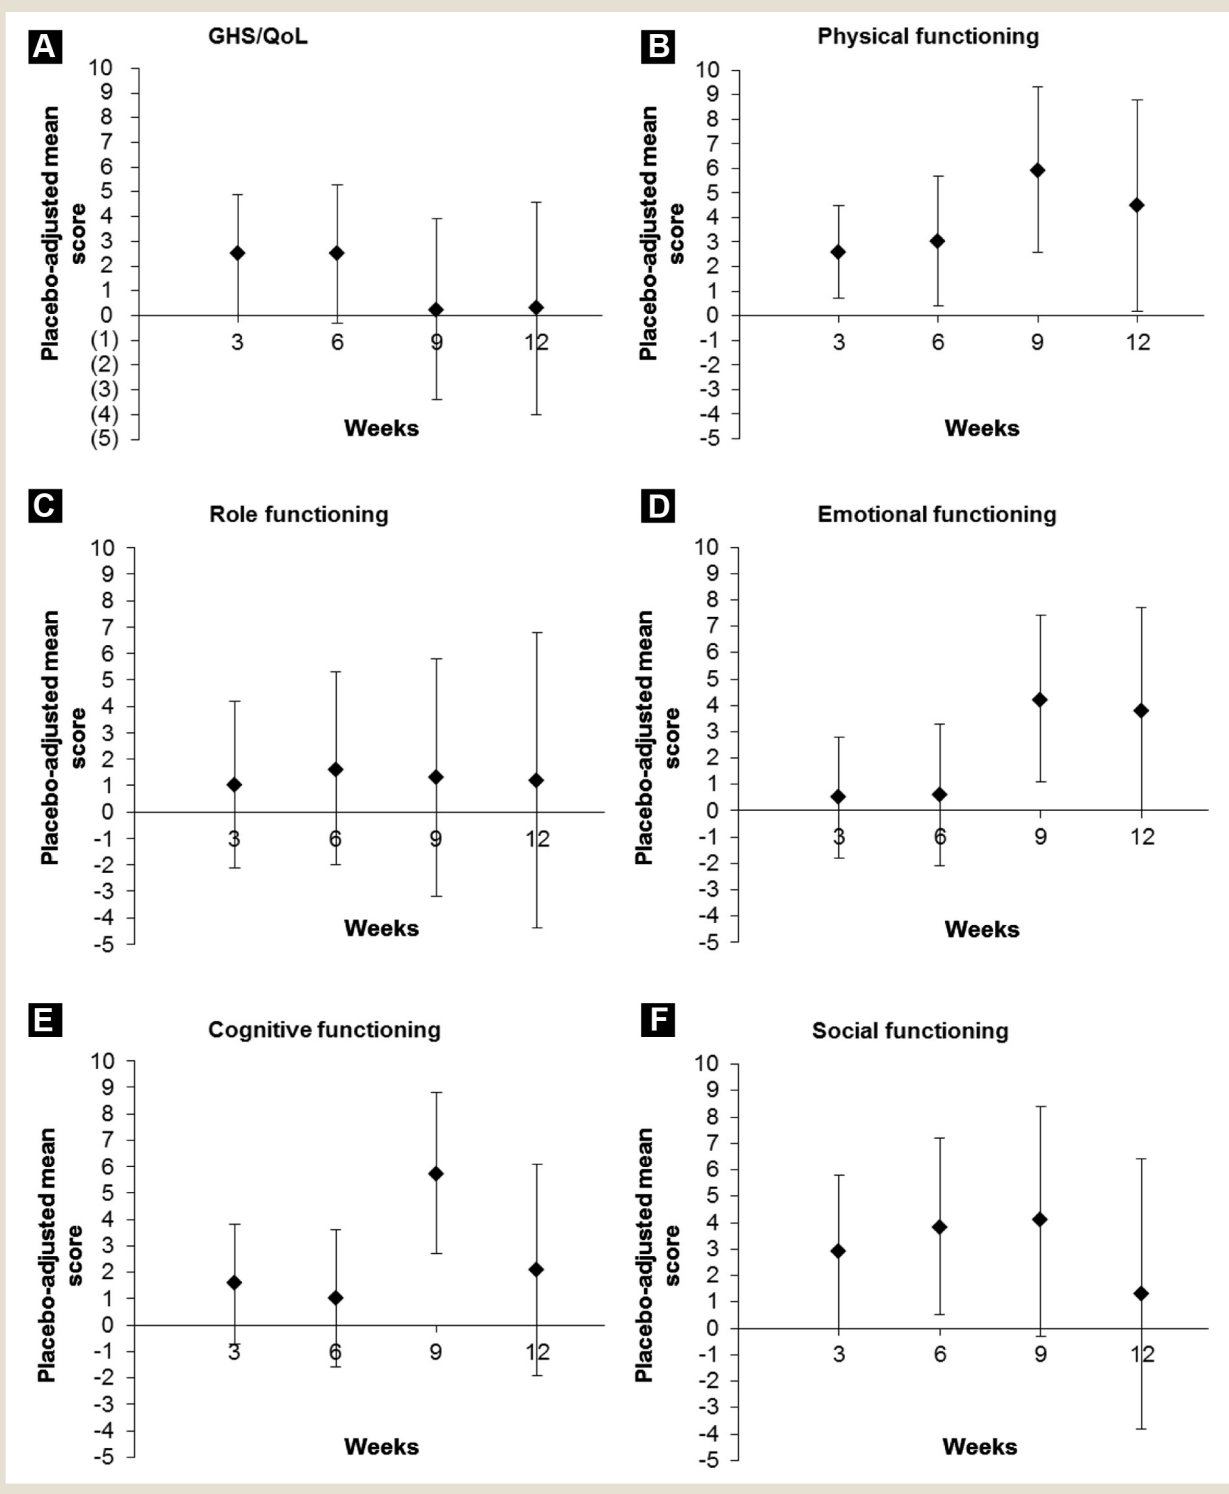 A
GHS/QoL
Placebo-adjusted mean
score
10
9
8
7
6
5
4
3
2
1
0
(1)
(2)
(3)
(4)
(5)
3 6 9 12
Weeks
B
Physical functioning
Placebo-adjusted mean
score
10
9
8
7
6
5
4
3
2
1
0
-1
-2
-3
-4
-5
3 6 9 12
Weeks
C
Role functioning
Placebo-adjusted mean
score
10
9
8
7
6
5
4
3
2
1
0
-1
-2
-3
-4
-5
3 6 9 12
Weeks
D
Emotional functioning
Placebo-adjusted mean
score
10
9
8
7
6
5
4
3
2
1
0
-1
-2
-3
-4
-5
3 6 9 12
Weeks
E
Cognitive functioning
Placebo-adjusted mean
score
10
9
8
7
6
5
4
3
2
1
0
-1
-2
-3
-4
-5
3 6 9 12
Weeks
F
Social functioning
Placebo-adjusted mean
score
10
9
8
7
6
5
4
3
2
1
0
-1
-2
-3
-4
-5
3 6 9 12
Weeks